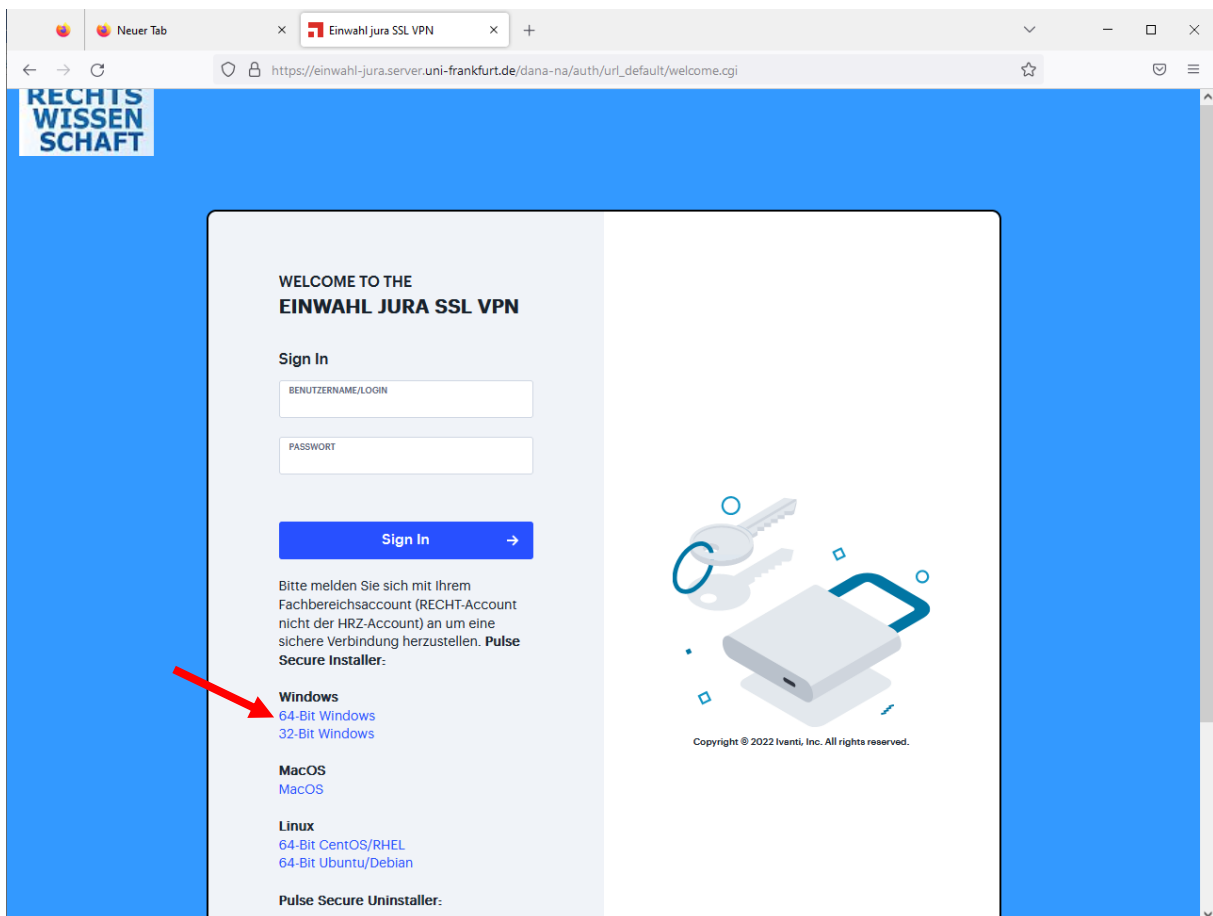 Neuer Tab
Einwahl jura SSL VPN
https://einwahl-jura.server.uni-frankfurt.de/dana-na/auth/url_default/welcome.cgi
RECHTS
WISSEN
SCHAFT
WELCOME TO THE
EINWAHL JURA SSL VPN
Sign In
BENUTZERNAME/LOGIN
PASSWORT
Sign In
Bitte melden Sie sich mit Ihrem
Fachbereichsaccount (RECHT-Account
nicht der HRZ-Account) an um eine
sichere Verbindung herzustellen. Pulse
Secure Installer:
Windows
64-Bit Windows
32-Bit Windows
MacOS
MacOS
Linux
64-Bit CentOS/RHEL
64-Bit Ubuntu/Debian
Pulse Secure Uninstaller:
Copyright © 2022 Ivanti, Inc. All rights reserved.